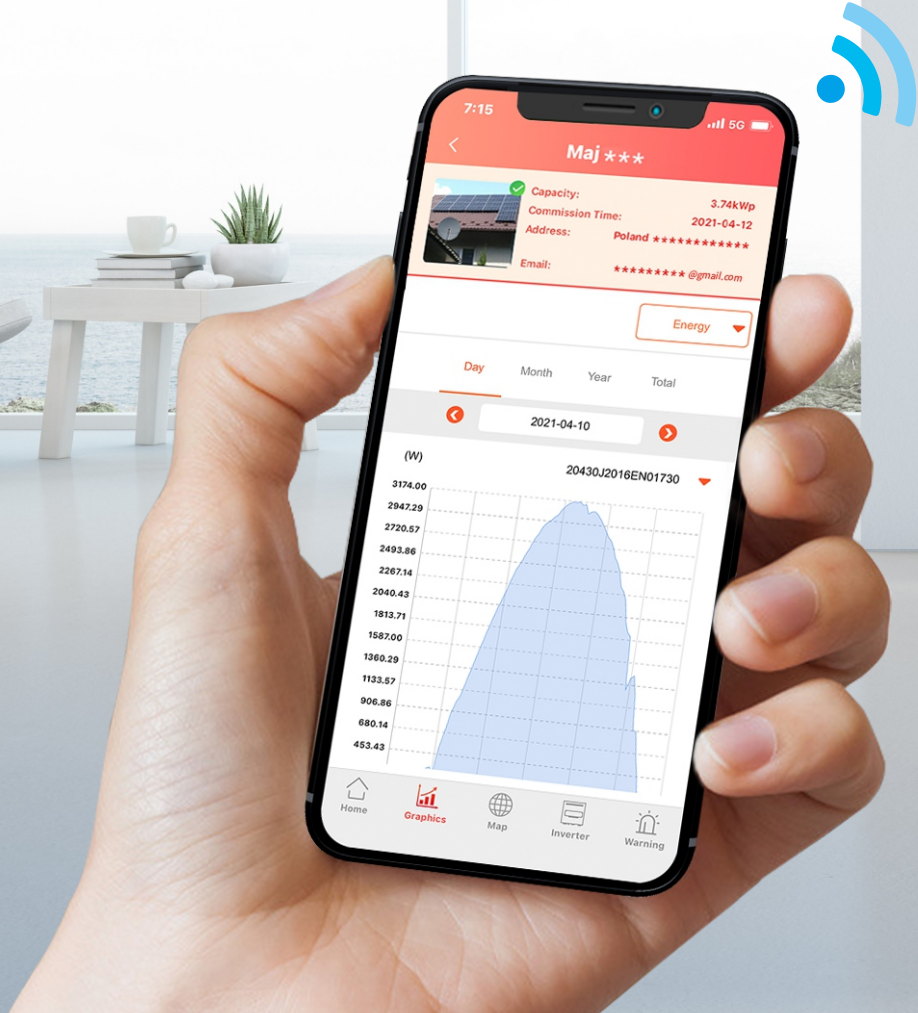 7:15
5G
Maj ***
Capacity: 3.74kWp
Commission Time: 2021-04-12
Address: Poland ************
Email: ********* @gmail.com
Energy
Day Month Year Total
2021-04-10
(W) 20430J2016EN01730
3174.00
2947.29
2720.57
2493.86
2267.14
2040.43
1813.71
1587.00
1360.29
1133.57
906.86
680.14
453.43
Home Graphics Map Inverter Warning